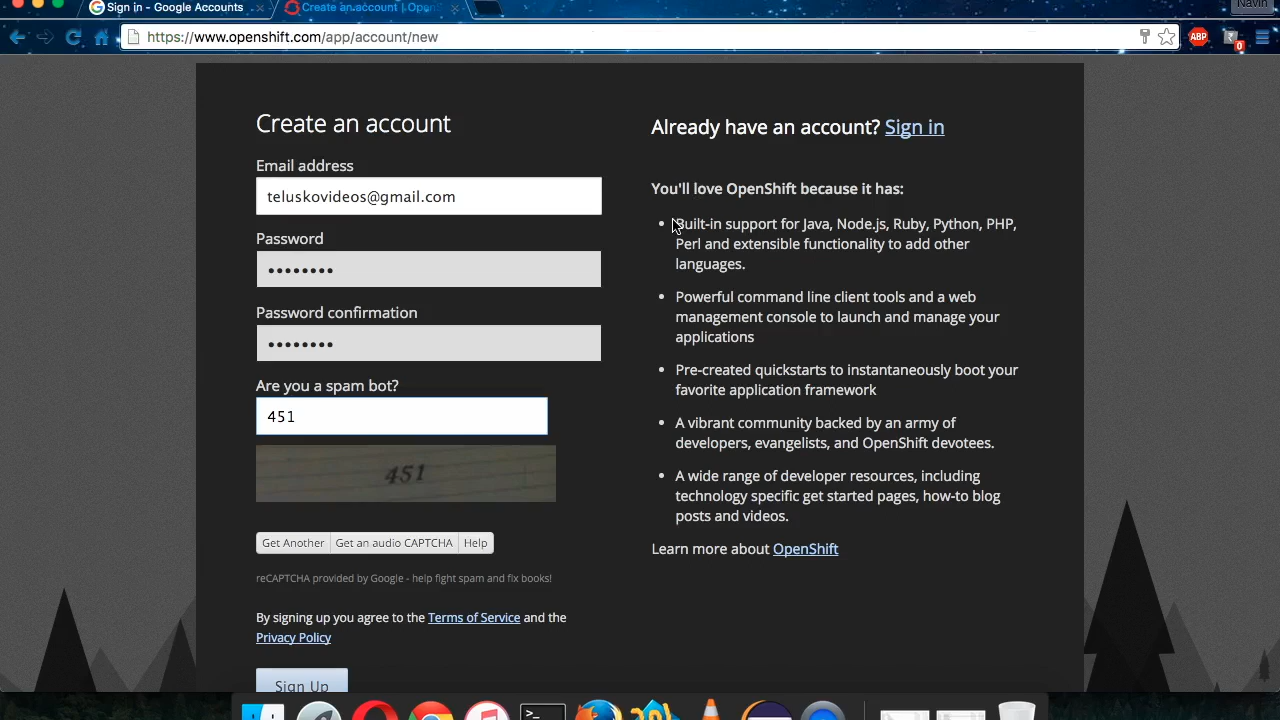 Sign in - Google Accounts
Create an account | Open
Navin
https://www.openshift.com/app/account/new
ABP
0
Create an account
Email address
teluskovideos@gmail.com
Password
••••••••
Password confirmation
••••••••
Are you a spam bot?
451
451
Get Another
Get an audio CAPTCHA
Help
reCAPTCHA provided by Google - help fight spam and fix books!
By signing up you agree to the Terms of Service and the
Privacy Policy
Sign Up
Already have an account? Sign in
You'll love OpenShift because it has:
• Built-in support for Java, Node.js, Ruby, Python, PHP,
Perl and extensible functionality to add other
languages.
• Powerful command line client tools and a web
management console to launch and manage your
applications
• Pre-created quickstarts to instantaneously boot your
favorite application framework
• A vibrant community backed by an army of
developers, evangelists, and OpenShift devotees.
• A wide range of developer resources, including
technology specific get started pages, how-to blog
posts and videos.
Learn more about OpenShift